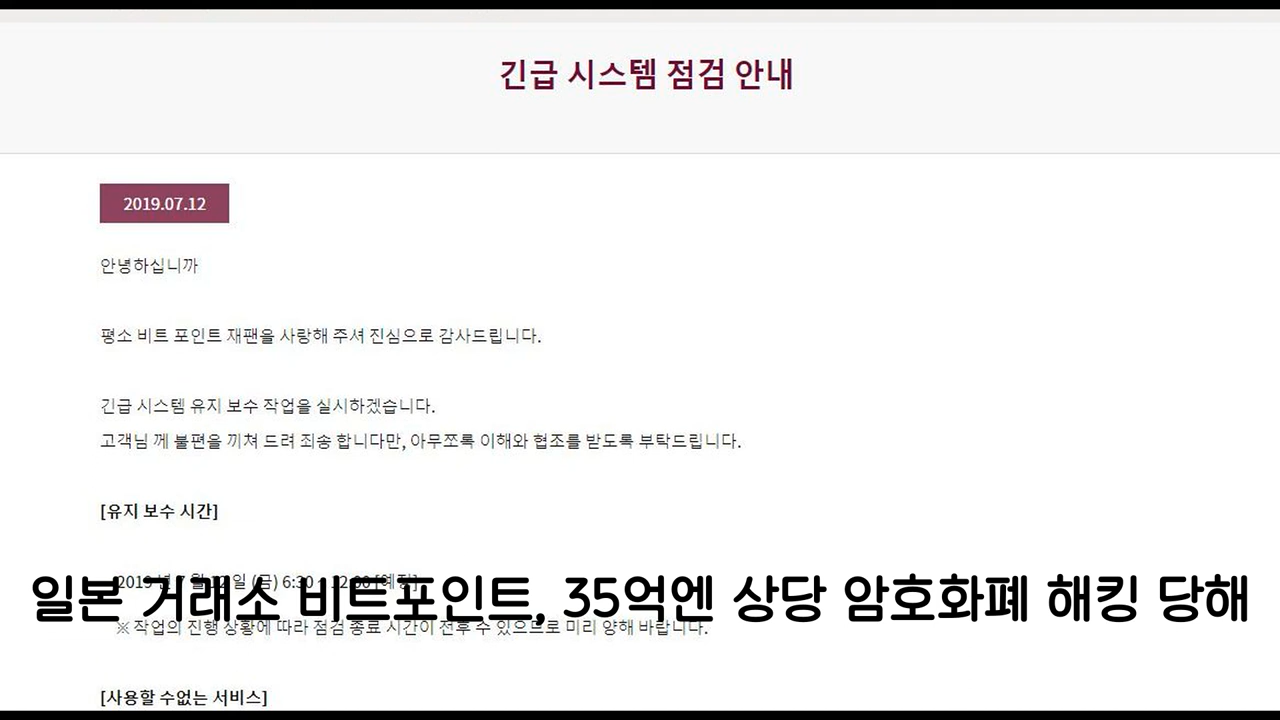 긴급 시스템 점검 안내
2019.07.12
안녕하십니까
평소 비트 포인트 재팬을 사랑해 주셔 진심으로 감사드립니다.
긴급 시스템 유지 보수 작업을 실시하겠습니다.
고객님 께 불편을 끼쳐 드려 죄송 합니다만, 아무쪼록 이해와 협조를 받도록 부탁드립니다.
[유지 보수 시간]
2019 년
일본 거래소 비트포인트, 35억엔 상당 암호화폐 해킹 당해
※ 작업의 진행 상황에 따라 점검 종료 시간이 전후 수 있으므로 미리 양해 바랍니다.
[사용할 수없는 서비스]